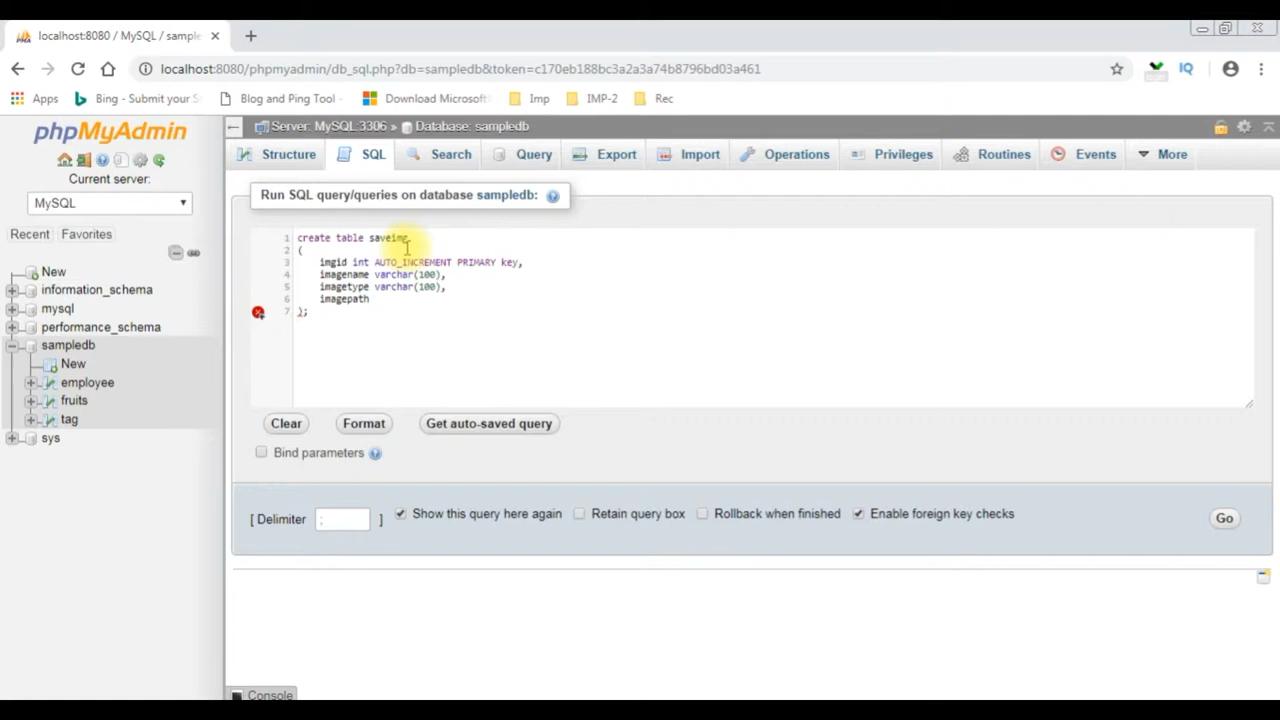 localhost:8080 / MySQL / sample
localhost:8080/phpmyadmin/db_sql.php?db=sampledb&token=c170eb188bc3a2a3a74b8796bd03a461
Apps Bing - Submit your S Blog and Ping Tool - Download Microsoft Imp IMP-2 Rec
phpMyAdmin
Current server:
MySQL
Recent Favorites
New
information_schema
mysql
performance_schema
sampledb
New
employee
fruits
tag
sys
Server: MySQL:3306 » Database: sampledb
Structure SQL Search Query Export Import Operations Privileges Routines Events More
Run SQL query/queries on database sampledb:
1 create table saveimg
2 (
3 imgid int AUTO_INCREMENT PRIMARY key,
4 imagename varchar(100),
5 imagetype varchar(100),
6 imagepath
7 );
Clear Format Get auto-saved query
Bind parameters
[ Delimiter ; ] Show this query here again Retain query box Rollback when finished Enable foreign key checks
Go
Console